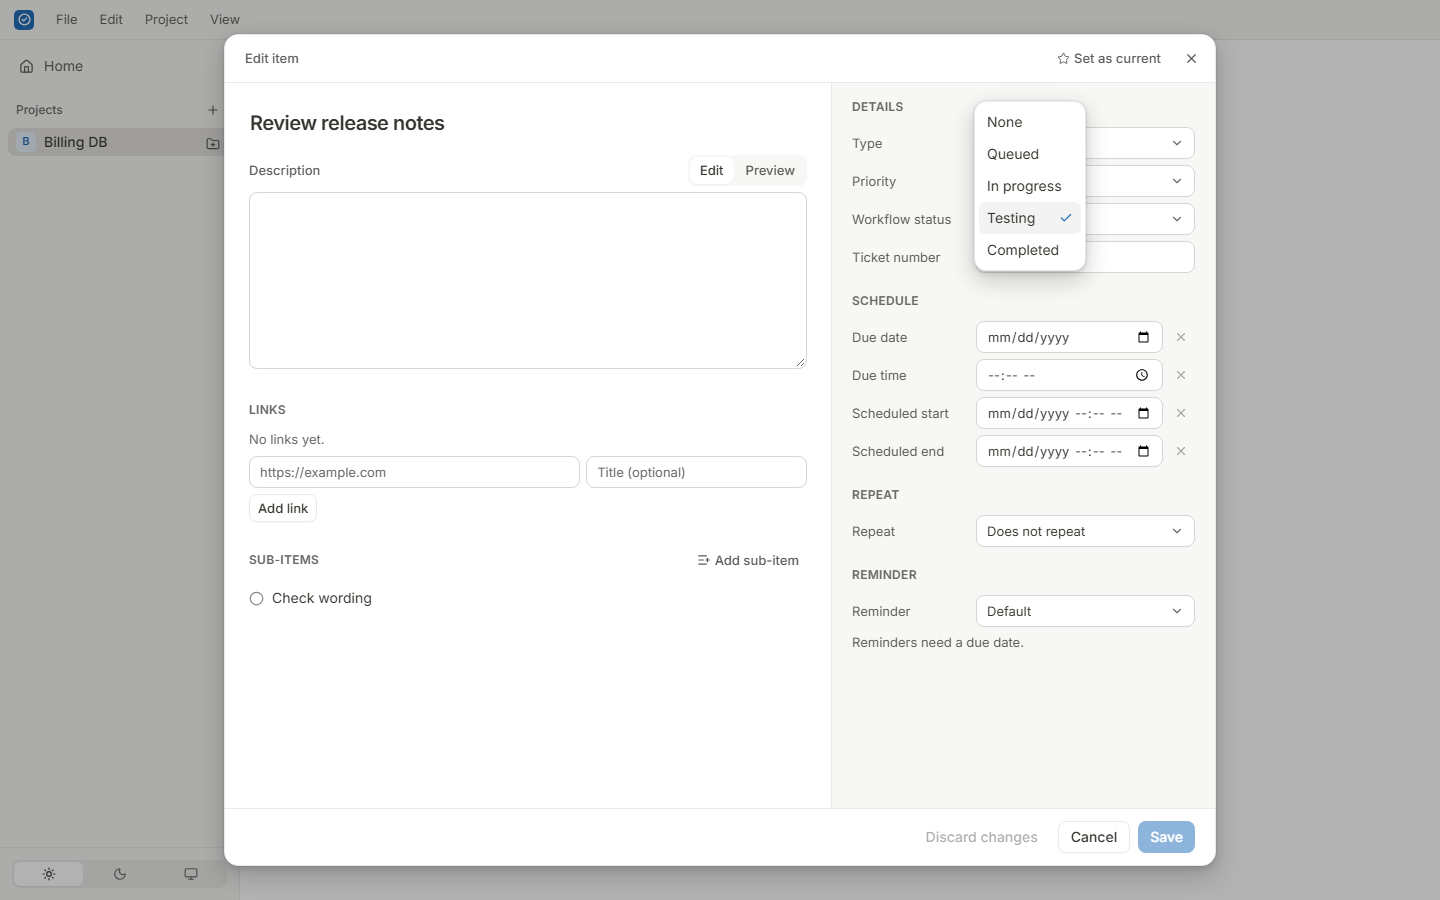 File Edit Project View
Home
Projects
B Billing DB
Edit item
Set as current
Review release notes
Description
Edit Preview
LINKS
No links yet.
https://example.com
Title (optional)
Add link
SUB-ITEMS
Add sub-item
Check wording
DETAILS
Type
Priority
Workflow status
Ticket number
None
Queued
In progress
Testing
Completed
SCHEDULE
Due date
mm/dd/yyyy
Due time
--:-- --
Scheduled start
mm/dd/yyyy --:-- --
Scheduled end
mm/dd/yyyy --:-- --
REPEAT
Repeat
Does not repeat
REMINDER
Reminder
Default
Reminders need a due date.
Discard changes
Cancel
Save